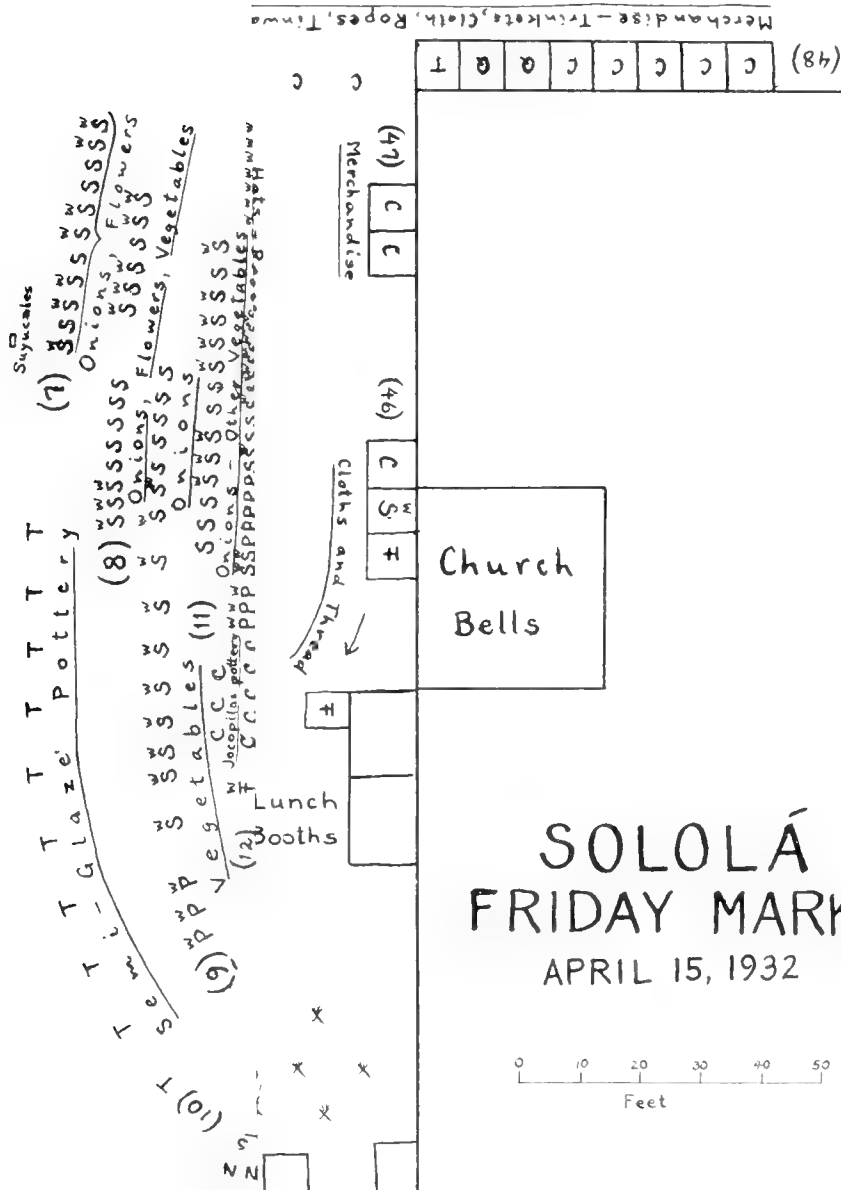 Merchandise – Trinkets, Cloth, Ropes, Tinwa
C C T Q Q C C C C C (48)
(47)
Merchandise
C
C
(46)
C
w S
F
Cloths and Thread
Church
Bells
F
Lunch
Booths
Suyucales
(7)
Onions, Flowers
(8)
Onions, Flowers, Vegetables
Onions
Onions – Other Vegetables
Hats
(11)
Jocopilas pottery
T T T T T T T T T T T
Semi-Glaze Pottery
Vegetables
C C C
C C C C C P P P
w F
(12)
w P w P w P
(9)
(10) T
N N
SOLOLÁ
FRIDAY MARK
APRIL 15, 1932
0 10 20 30 40 50
Feet